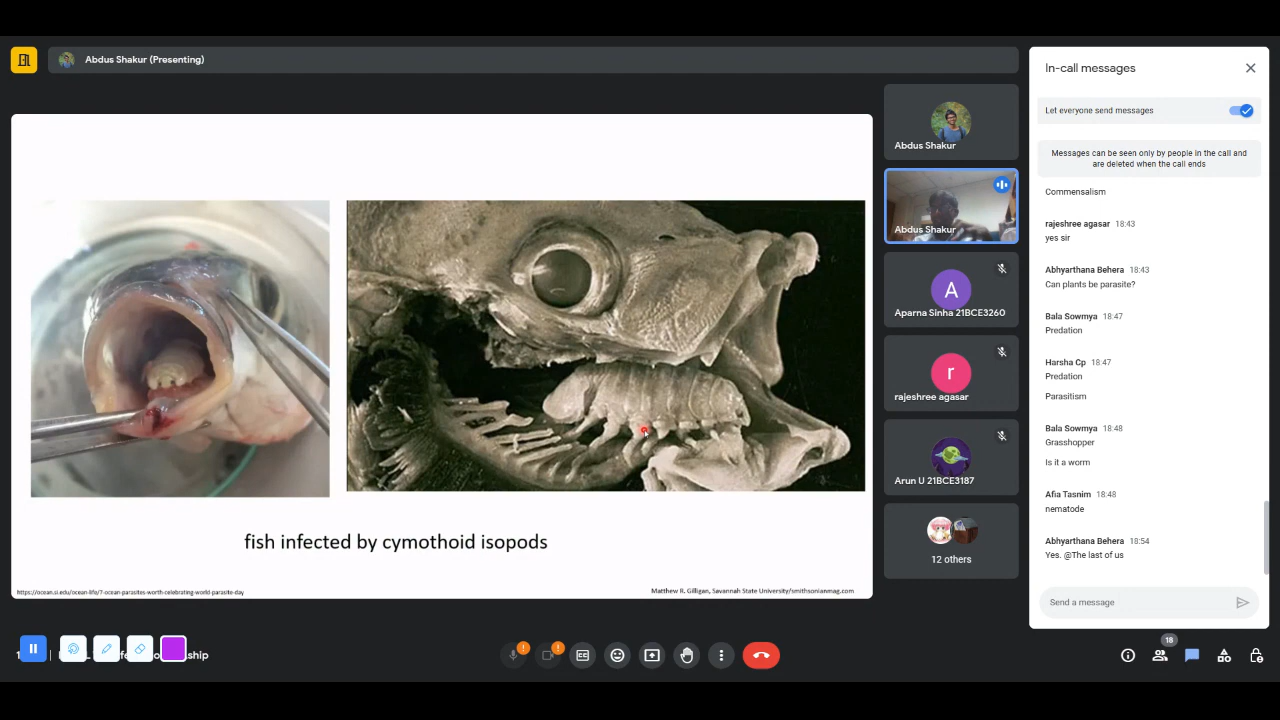 Abdus Shakur (Presenting)
fish infected by cymothoid isopods
https://ocean.si.edu/ocean-life/7-ocean-parasites-worth-celebrating-world-parasite-day
Matthew R. Gilligan, Savannah State University/smithsonianmag.com
Abdus Shakur
Abdus Shakur
A
Aparna Sinha 21BCE3260
r
rajeshree agasar
Arun U 21BCE3187
12 others
In-call messages
Let everyone send messages
Messages can be seen only by people in the call and
are deleted when the call ends
Commensalism
rajeshree agasar 18:43
yes sir
Abhyarthana Behera 18:43
Can plants be parasite?
Bala Sowmya 18:47
Predation
Harsha Cp 18:47
Predation
Parasitism
Bala Sowmya 18:48
Grasshopper
Is it a worm
Afia Tasnim 18:48
nematode
Abhyarthana Behera 18:54
Yes. @The last of us
Send a message
18